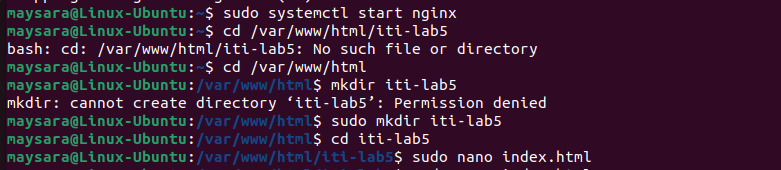 maysara@Linux-Ubuntu:~$ sudo systemctl start nginx
maysara@Linux-Ubuntu:~$ cd /var/www/html/iti-lab5
bash: cd: /var/www/html/iti-lab5: No such file or directory
maysara@Linux-Ubuntu:~$ cd /var/www/html
maysara@Linux-Ubuntu:/var/www/html$ mkdir iti-lab5
mkdir: cannot create directory ‘iti-lab5’: Permission denied
maysara@Linux-Ubuntu:/var/www/html$ sudo mkdir iti-lab5
maysara@Linux-Ubuntu:/var/www/html$ cd iti-lab5
maysara@Linux-Ubuntu:/var/www/html/iti-lab5$ sudo nano index.html